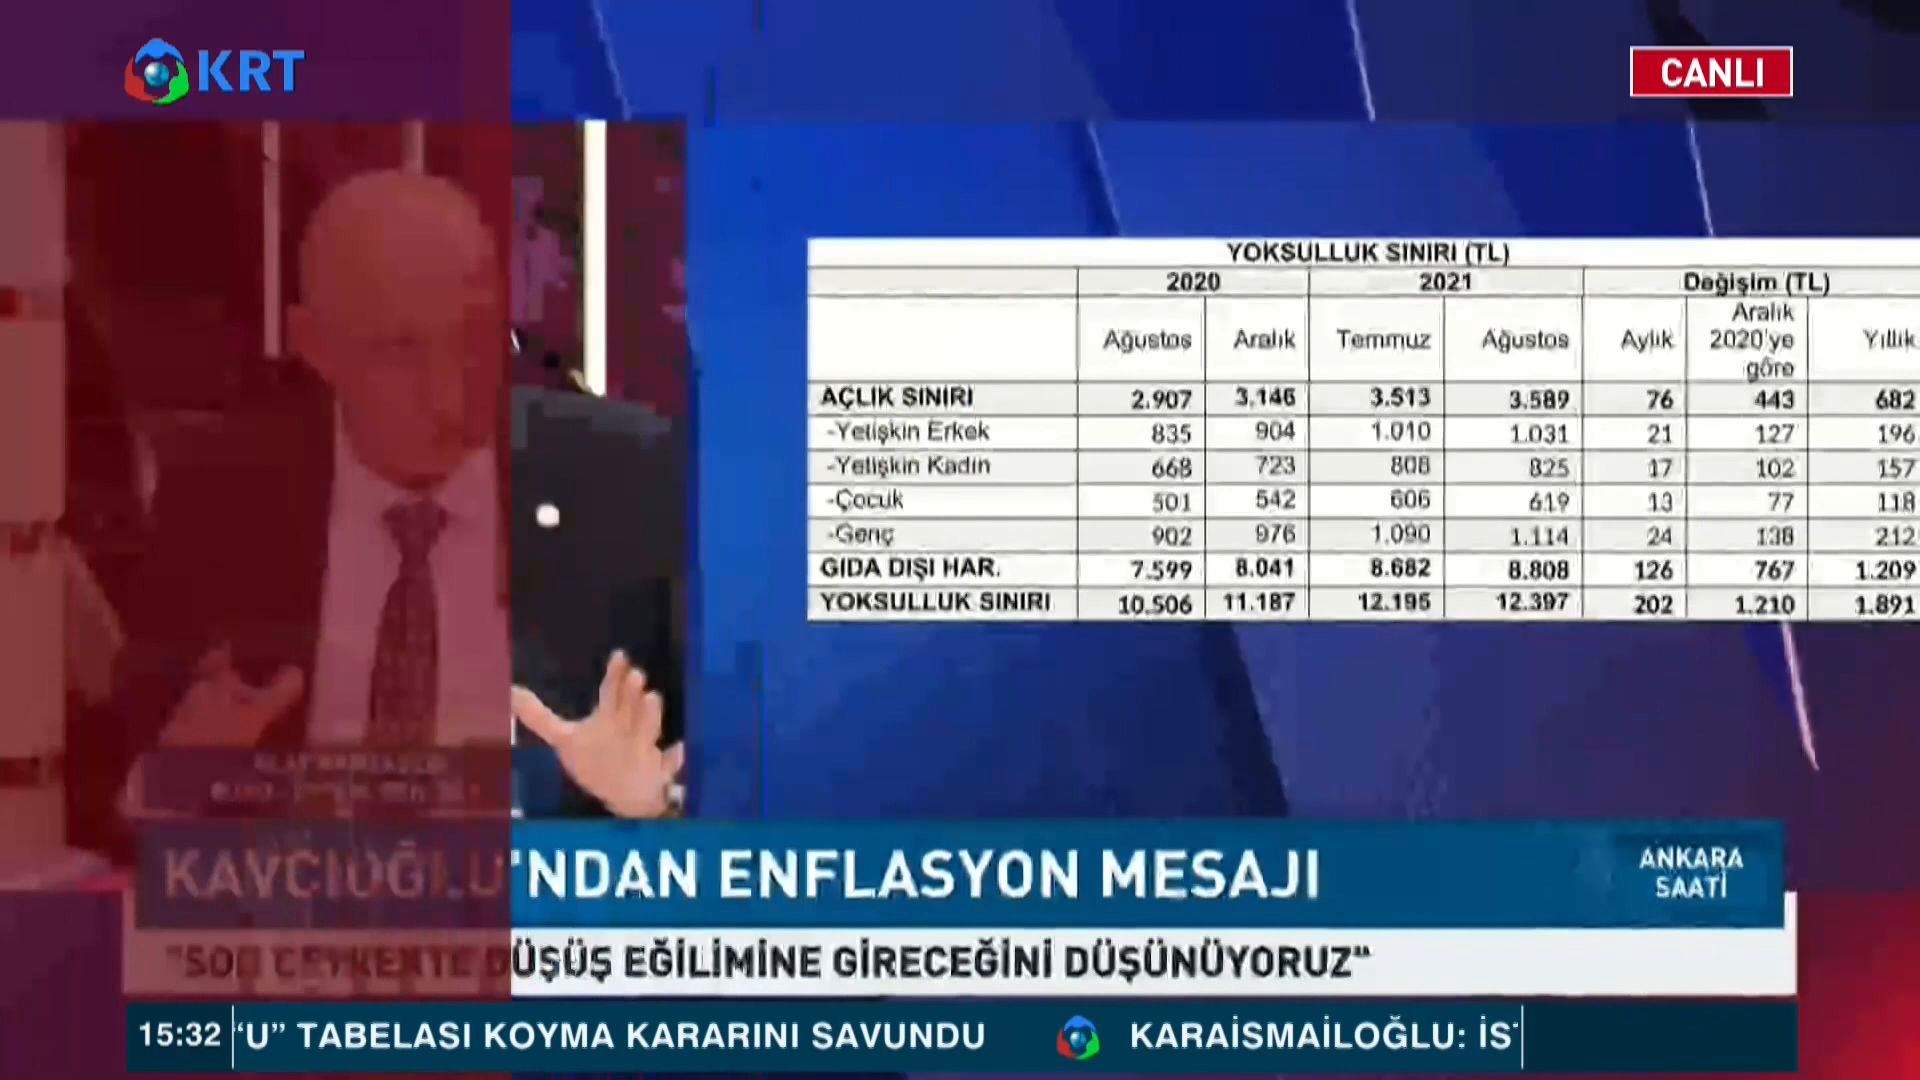 KRT
CANLI
YOKSULLUK SINIRI (TL)
2020 2021 Değişim (TL)
Ağustos Aralık Temmuz Ağustos Aylık Aralık 2020'ye göre Yıllık
AÇLIK SINIRI 2.907 3.146 3.513 3.589 76 443 682
-Yetişkin Erkek 835 904 1.010 1.031 21 127 196
-Yetişkin Kadın 668 723 808 825 17 102 157
-Çocuk 501 542 606 619 13 77 118
-Genç 902 976 1.090 1.114 24 138 212
GIDA DIŞI HAR. 7.599 8.041 8.682 8.808 126 767 1.209
YOKSULLUK SINIRI 10.506 11.187 12.195 12.397 202 1.210 1.891
KAVCIOĞLU'NDAN ENFLASYON MESAJI
ANKARA
SAATİ
"SON ÇEYREKTE DÜŞÜŞ EĞİLİMİNE GİRECEĞİNİ DÜŞÜNÜYORUZ"
15:32 "U" TABELASI KOYMA KARARINI SAVUNDU KARAİSMAİLOĞLU: İS